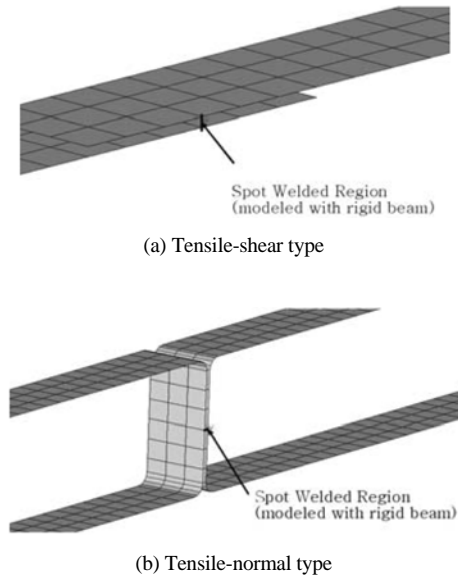 Spot Welded Region
(modeled with rigid beam)
(a) Tensile-shear type
Spot Welded Region
(modeled with rigid beam)
(b) Tensile-normal type